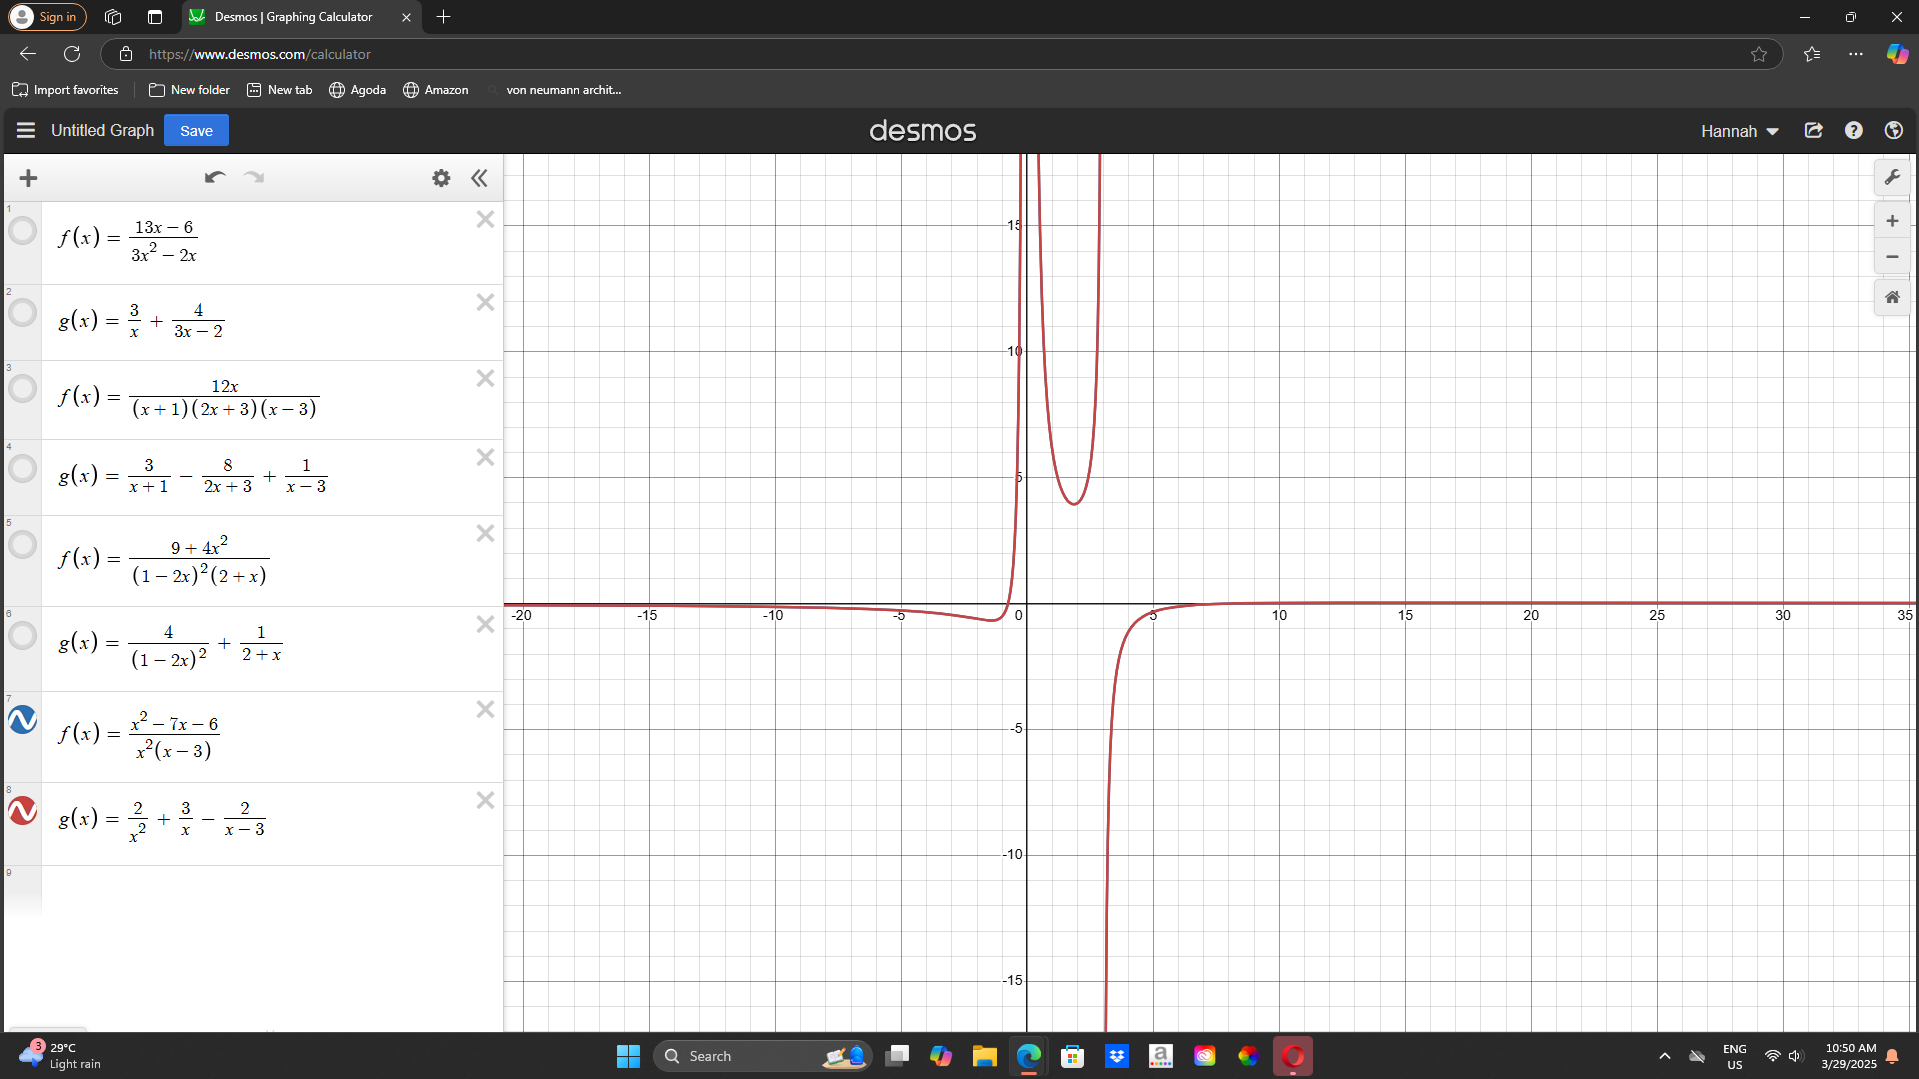 Sign in
Desmos | Graphing Calculator
https://www.desmos.com/calculator
Import favorites
New folder
New tab
Agoda
Amazon
von neumann archit...
Untitled Graph
Save
desmos
Hannah
1
f(x) = \frac{13x-6}{3x^2-2x}
2
g(x) = \frac{3}{x} + \frac{4}{3x-2}
3
f(x) = \frac{12x}{(x+1)(2x+3)(x-3)}
4
g(x) = \frac{3}{x+1} - \frac{8}{2x+3} + \frac{1}{x-3}
5
f(x) = \frac{9+4x^2}{(1-2x)^2(2+x)}
6
g(x) = \frac{4}{(1-2x)^2} + \frac{1}{2+x}
7
f(x) = \frac{x^2-7x-6}{x^2(x-3)}
8
g(x) = \frac{2}{x^2} + \frac{3}{x} - \frac{2}{x-3}
9
15
10
5
-20 -15 -10 -5 0 5 10 15 20 25 30 35
-5
-10
-15
3
29°C
Light rain
Search
a
ENG
US
10:50 AM
3/29/2025